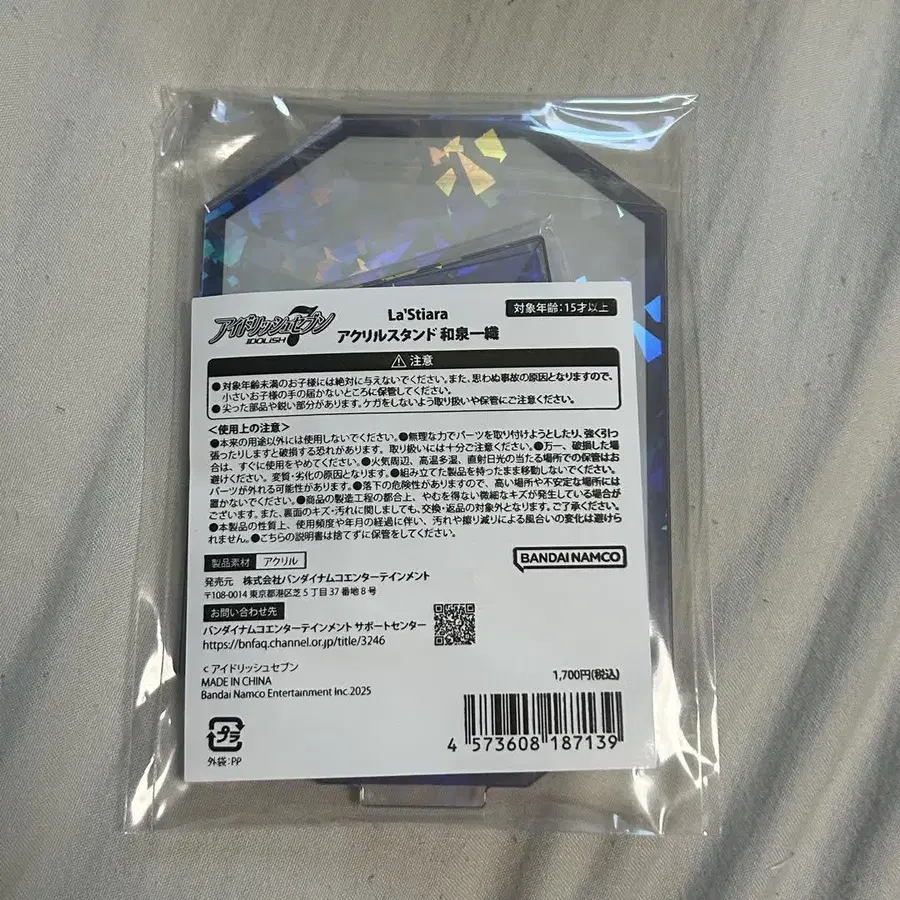 アイドリッシュセブン
IDOLiSH7
La'Stiara
アクリルスタンド 和泉一織
対象年齢:15才以上
⚠ 注意
●対象年齢未満のお子様には絶対に与えないでください。また、思わぬ事故の原因となりますので、
小さいお子様の手の届かないところに保管してください。
●尖った部品や鋭い部分があります。ケガをしないよう取り扱いや保管にご注意ください。
<使用上の注意>
●本来の用途以外には使用しないでください。●無理な力でパーツを取り付けようとしたり、強く引っ
張ったりしますと破損する恐れがあります。取り扱いには十分ご注意ください。●万一、破損した場
合は、すぐに使用をやめてください。●火気周辺、高温多湿、直射日光の当たる場所での保管はお
避けください。変質・劣化の原因となります。●組み立てた製品を持ったまま移動しないでください。
パーツが外れる可能性があります。●落下の危険性がありますので、高い場所や不安定な場所には
置かないでください。●商品の製造工程の都合上、やむを得ない微細なキズが発生している場合が
ございます。また、裏面のキズ・汚れに関しましても、交換・返品の対象外となります。ご了承ください。
●本製品の性質上、使用頻度や年月の経過に伴い、汚れや擦り減りによる風合いの変化は避けら
れません。●こちらの説明書は捨てずに保管をしてください。
製品素材 アクリル
BANDAI NAMCO
発売元 株式会社バンダイナムコエンターテインメント
〒108-0014 東京都港区芝5丁目37番地8号
お問い合わせ先
バンダイナムコエンターテインメント サポートセンター
https://bnfaq.channel.or.jp/title/3246
c アイドリッシュセブン
MADE IN CHINA
Bandai Namco Entertainment Inc.2025
1,700円(税込)
プラ
外袋:PP
4 573608 187139